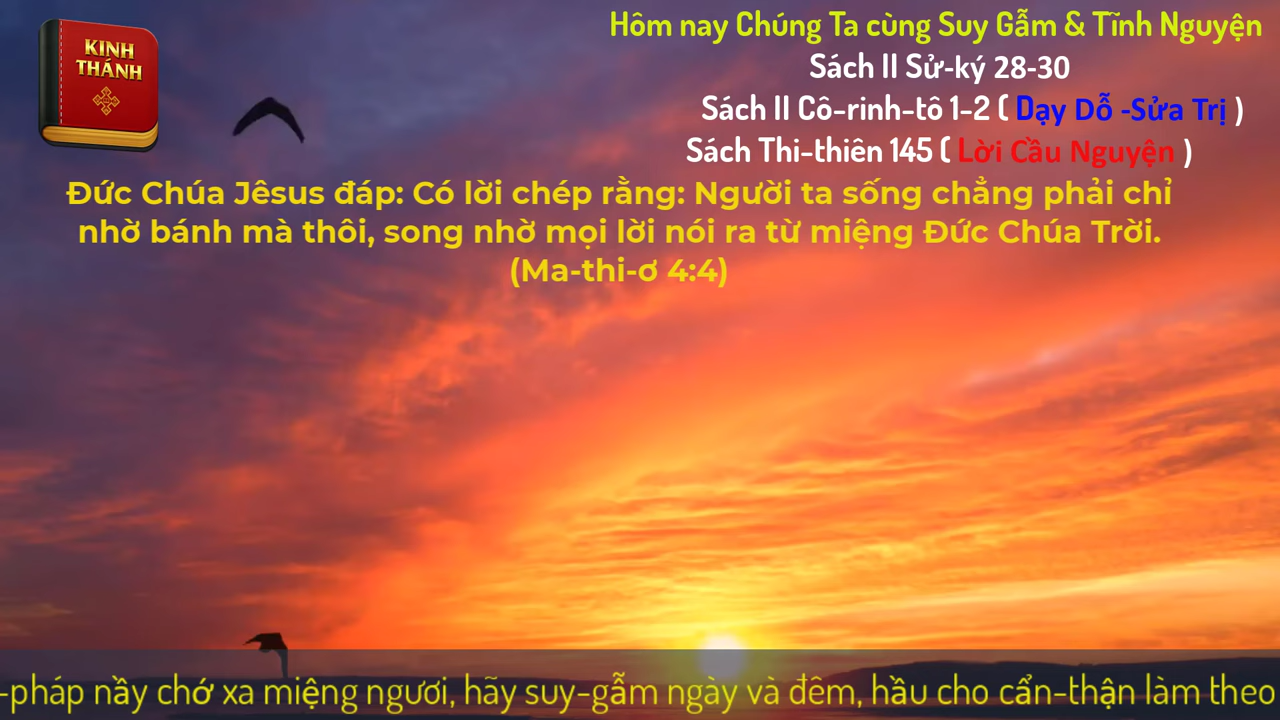 KINH
THÁNH
Hôm nay Chúng Ta cùng Suy Gẫm & Tĩnh Nguyện
Sách II Sử-ký 28-30
Sách II Cô-rinh-tô 1-2 ( Dạy Dỗ -Sửa Trị )
Sách Thi-thiên 145 ( Lời Cầu Nguyện )
Đức Chúa Jêsus đáp: Có lời chép rằng: Người ta sống chẳng phải chỉ
nhờ bánh mà thôi, song nhờ mọi lời nói ra từ miệng Đức Chúa Trời.
(Ma-thi-ơ 4:4)
-pháp nầy chớ xa miệng ngươi, hãy suy-gẫm ngày và đêm, hầu cho cẩn-thận làm theo